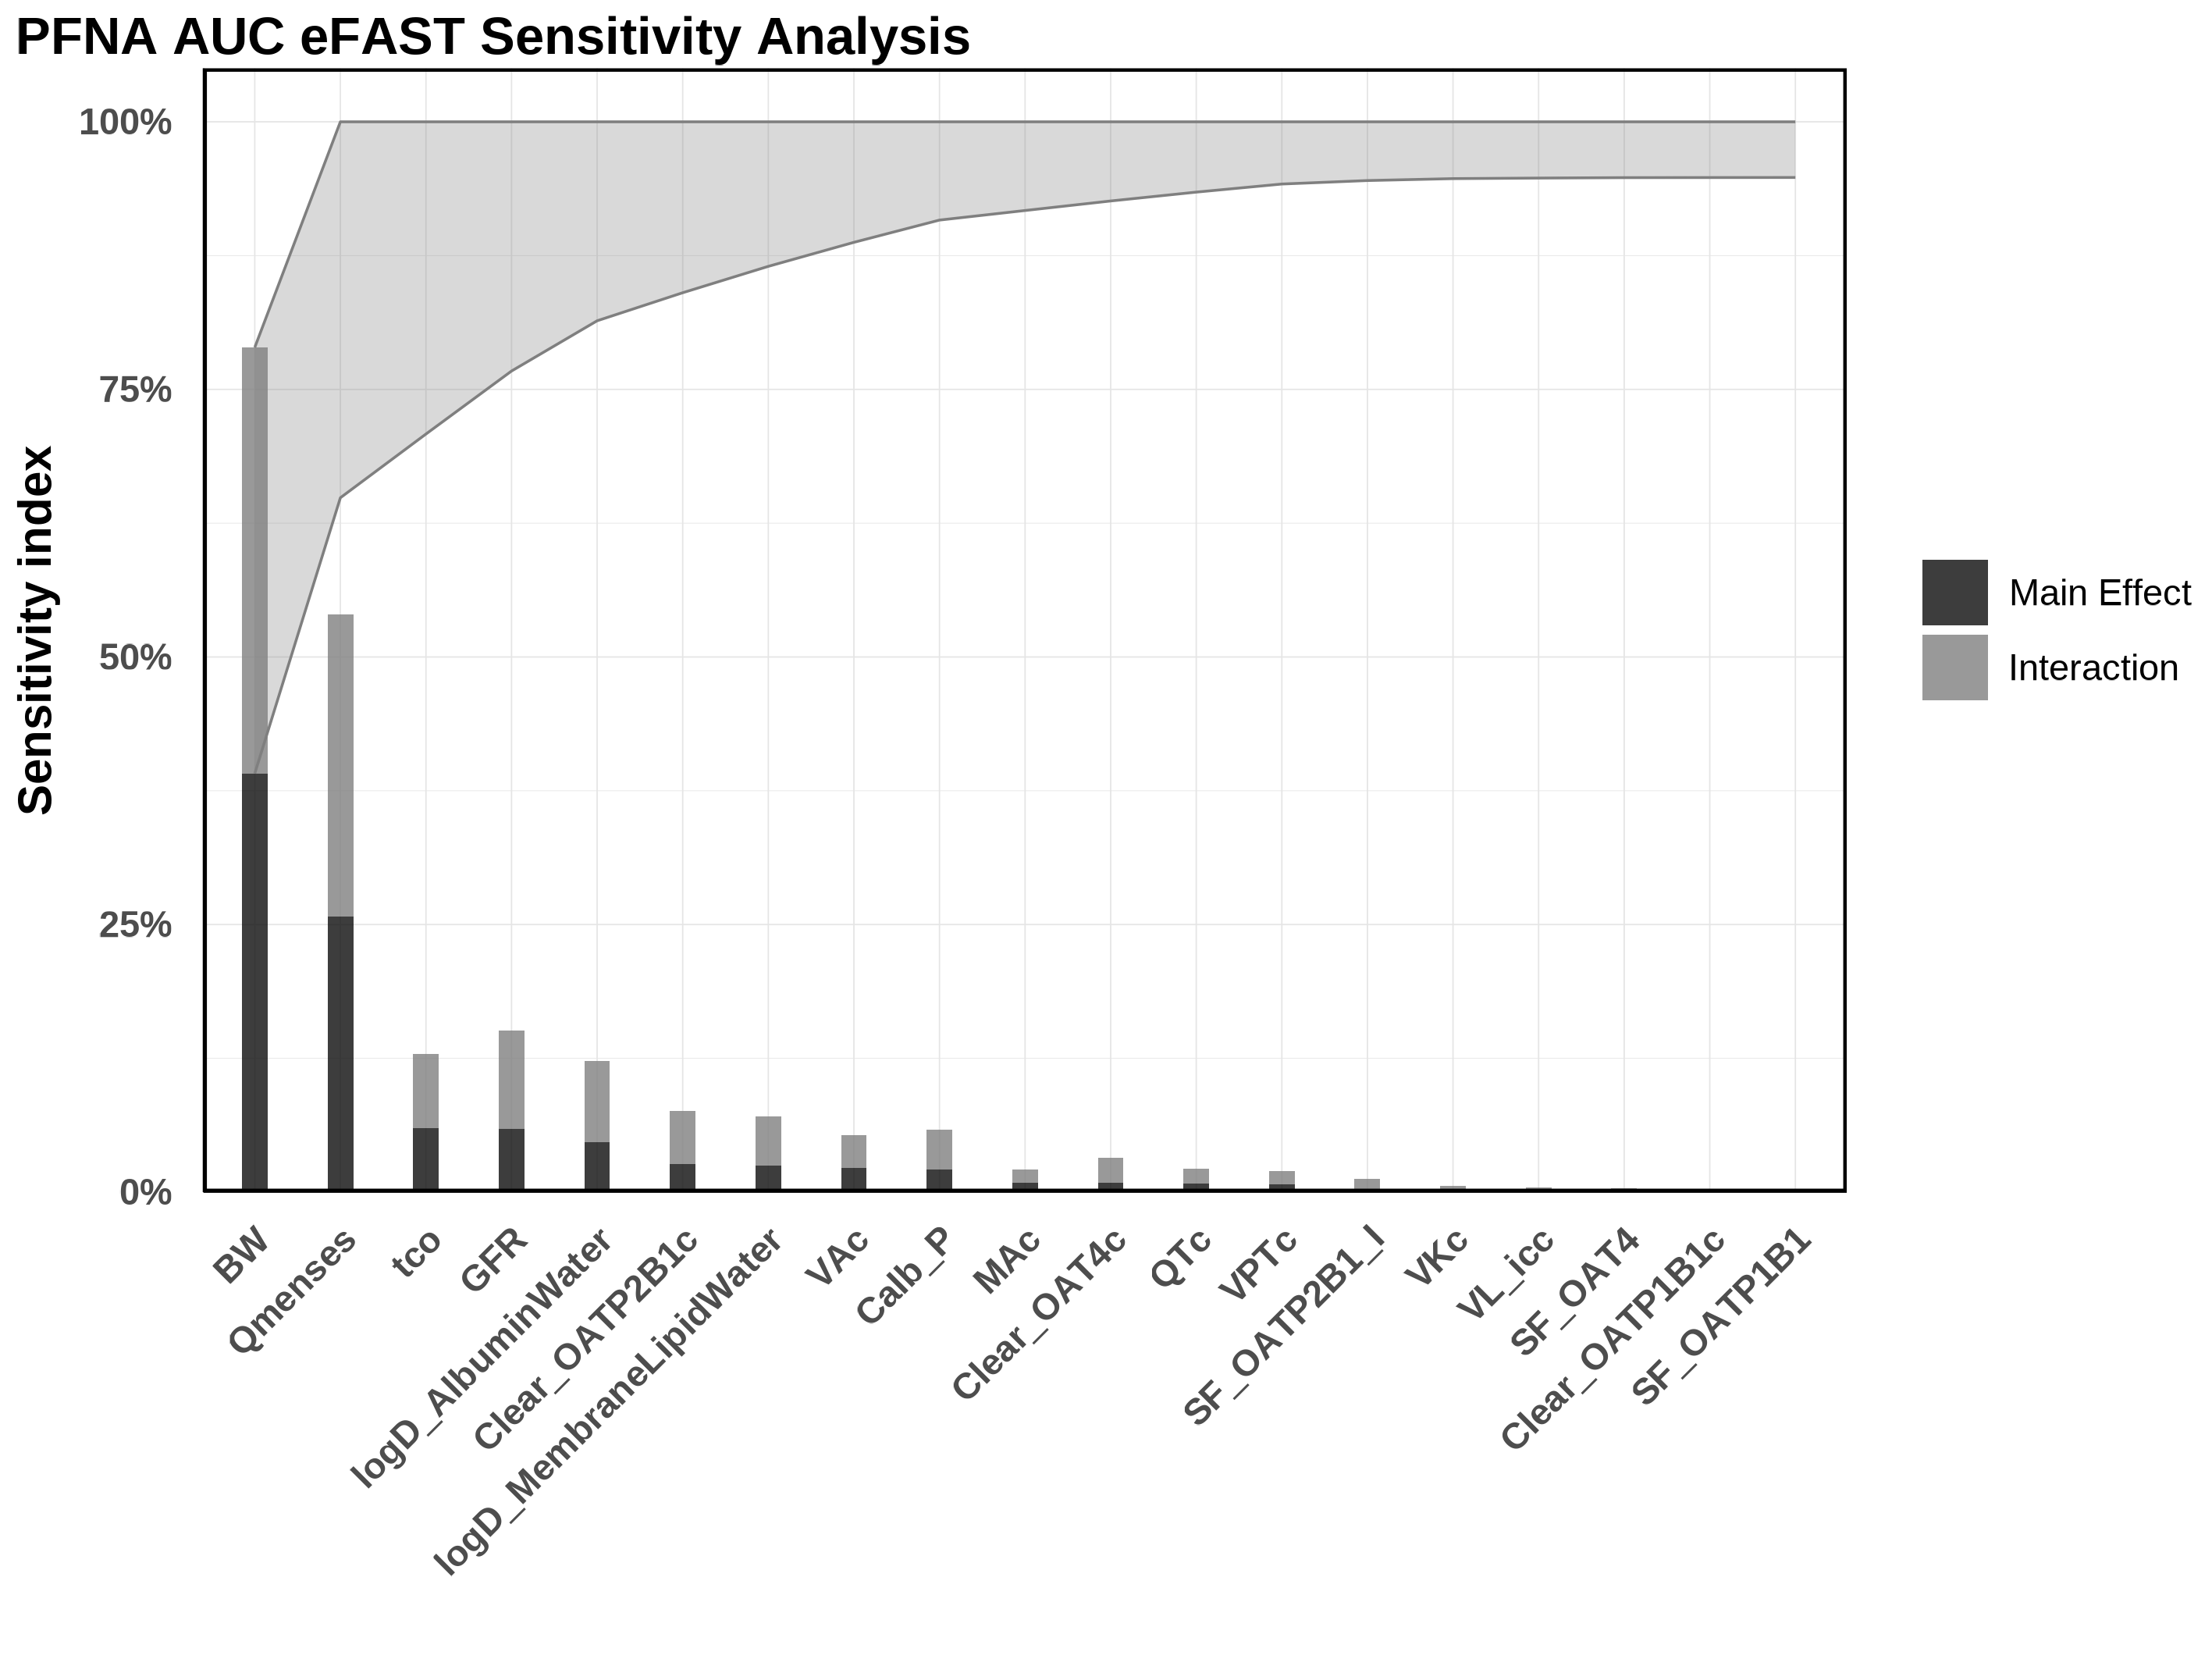 PFNA AUC eFAST Sensitivity Analysis
Sensitivity index
100%
75%
50%
25%
0%
BW
Qmenses
tco
GFR
logD_AlbuminWater
Clear_OATP2B1c
logD_MembraneLipidWater
VAc
Calb_P
MAc
Clear_OAT4c
QTc
VPTc
SF_OATP2B1_l
VKc
VL_icc
SF_OAT4
Clear_OATP1B1c
SF_OATP1B1
Main Effect
Interaction